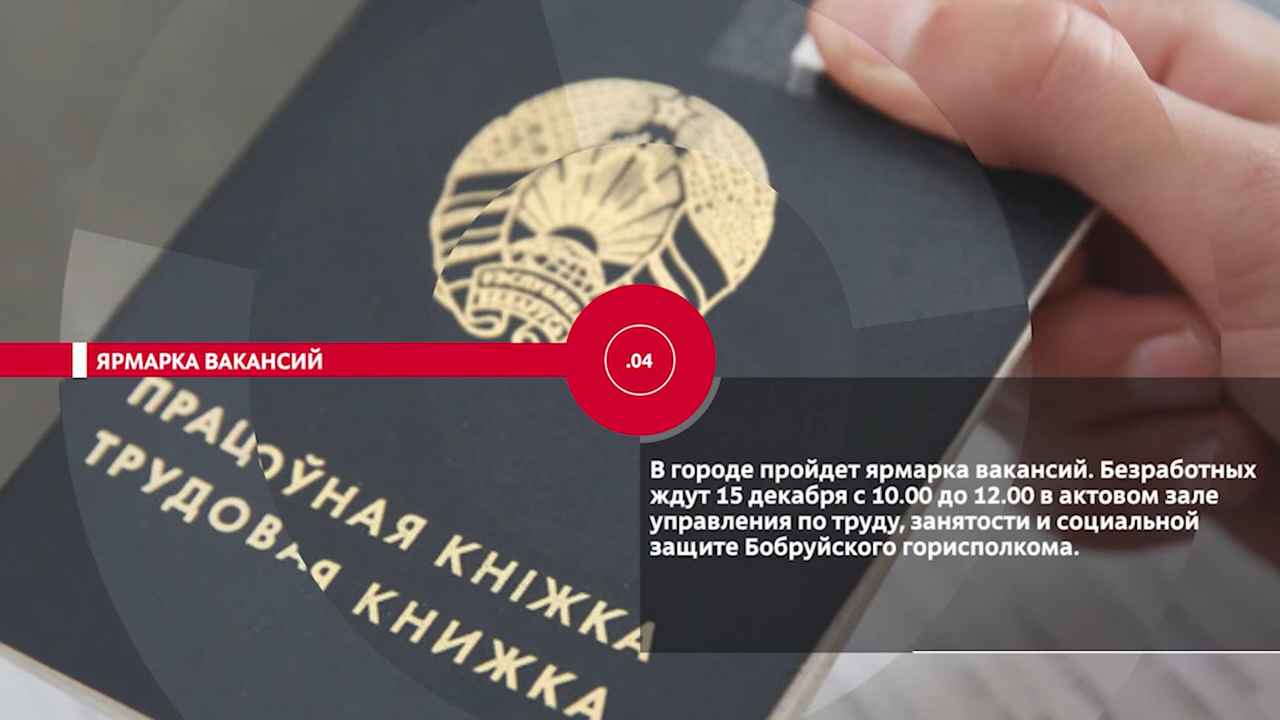 ЯРМАРКА ВАКАНСИЙ
.04
ПРАЦОЎНАЯ КНІЖКА
ТРУДОВАЯ КНИЖКА
В городе пройдет ярмарка вакансий. Безработных
ждут 15 декабря с 10.00 до 12.00 в актовом зале
управления по труду, занятости и социальной
защите Бобруйского горисполкома.